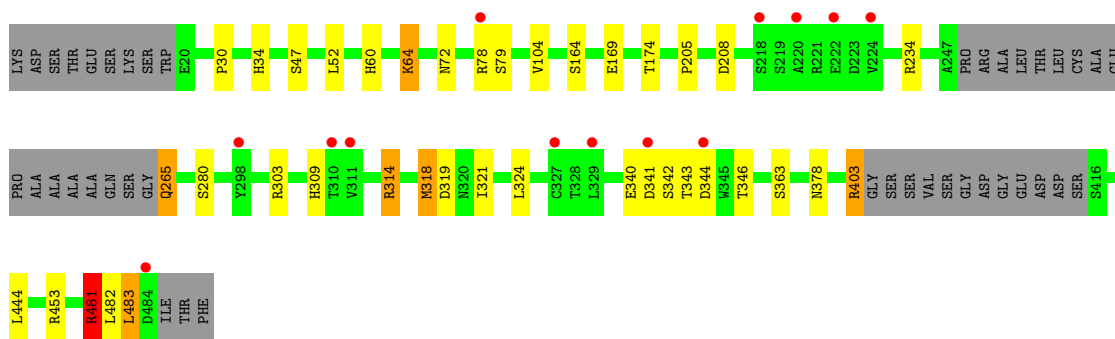 LYS ASP SER THR GLU SER LYS SER TRP E20 P30 H34 S47 L52 H60 K64 N72 R78 S79 V104 S164 E169 T174 P205 D208 S218 S219 A220 R221 E222 D223 V224 R234 A247 PRO ARG ALA LEU THR LEU CYS ALA GLU
PRO ALA ALA ALA ALA GLN SER GLY Q265 S280 Y298 R303 H309 T310 V311 R314 M318 D319 N320 I321 L324 C327 T328 L329 E340 D341 S342 T343 D344 W345 T346 S363 N378 R403 GLY SER SER VAL SER GLY ASP GLY GLU ASP ASP SER S416
L444 R453 R481 L482 L483 D484 ILE THR PHE